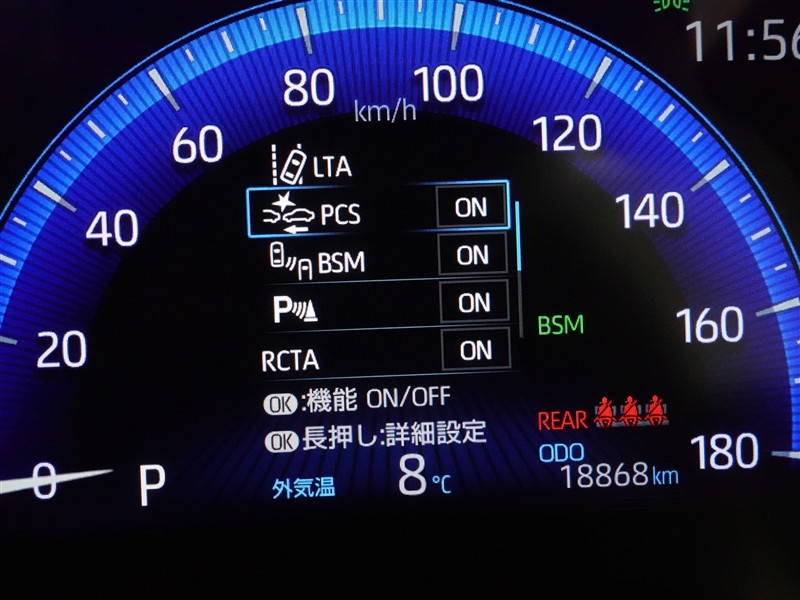 11:56
80
100
km/h
60
120
LTA
40
PCS ON
140
BSM ON
P ON
BSM
160
20
RCTA ON
OK:機能 ON/OFF
REAR
OK長押し:詳細設定
ODO
180
0
P
外気温 8℃
18868km